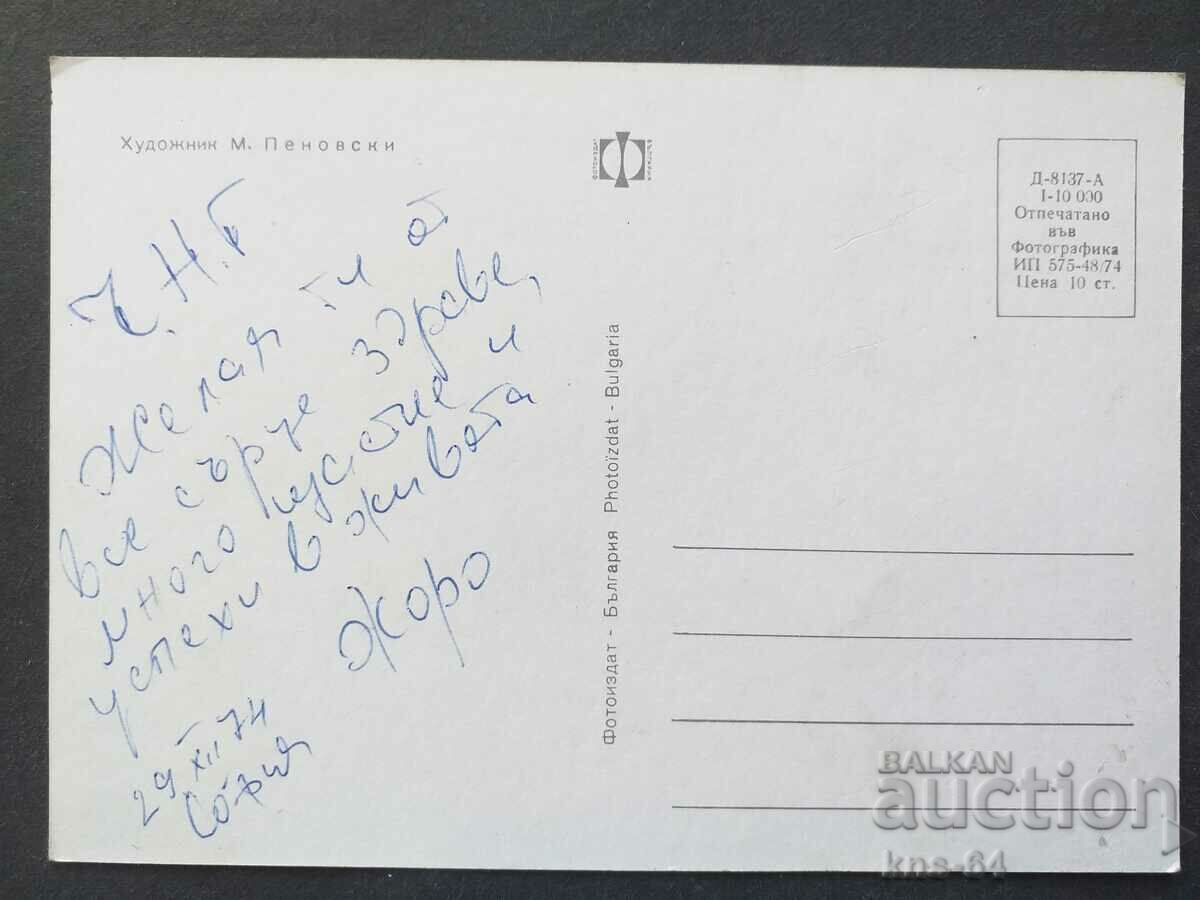 Художник М. Пеновски
Ч.Н.Г
Желая ти от
все сърце здраве,
много щастие и
успехи в живота
Жоро
29 XII 74
София
ФОТОИЗДАТ
БЪЛГАРИЯ
Фотоиздат - България Photoïzdat - Bulgaria
Д-8137-А
I-10 000
Отпечатано
във
Фотографика
ИП 575-48/74
Цена 10 ст.
BALKAN
auction
kns-64